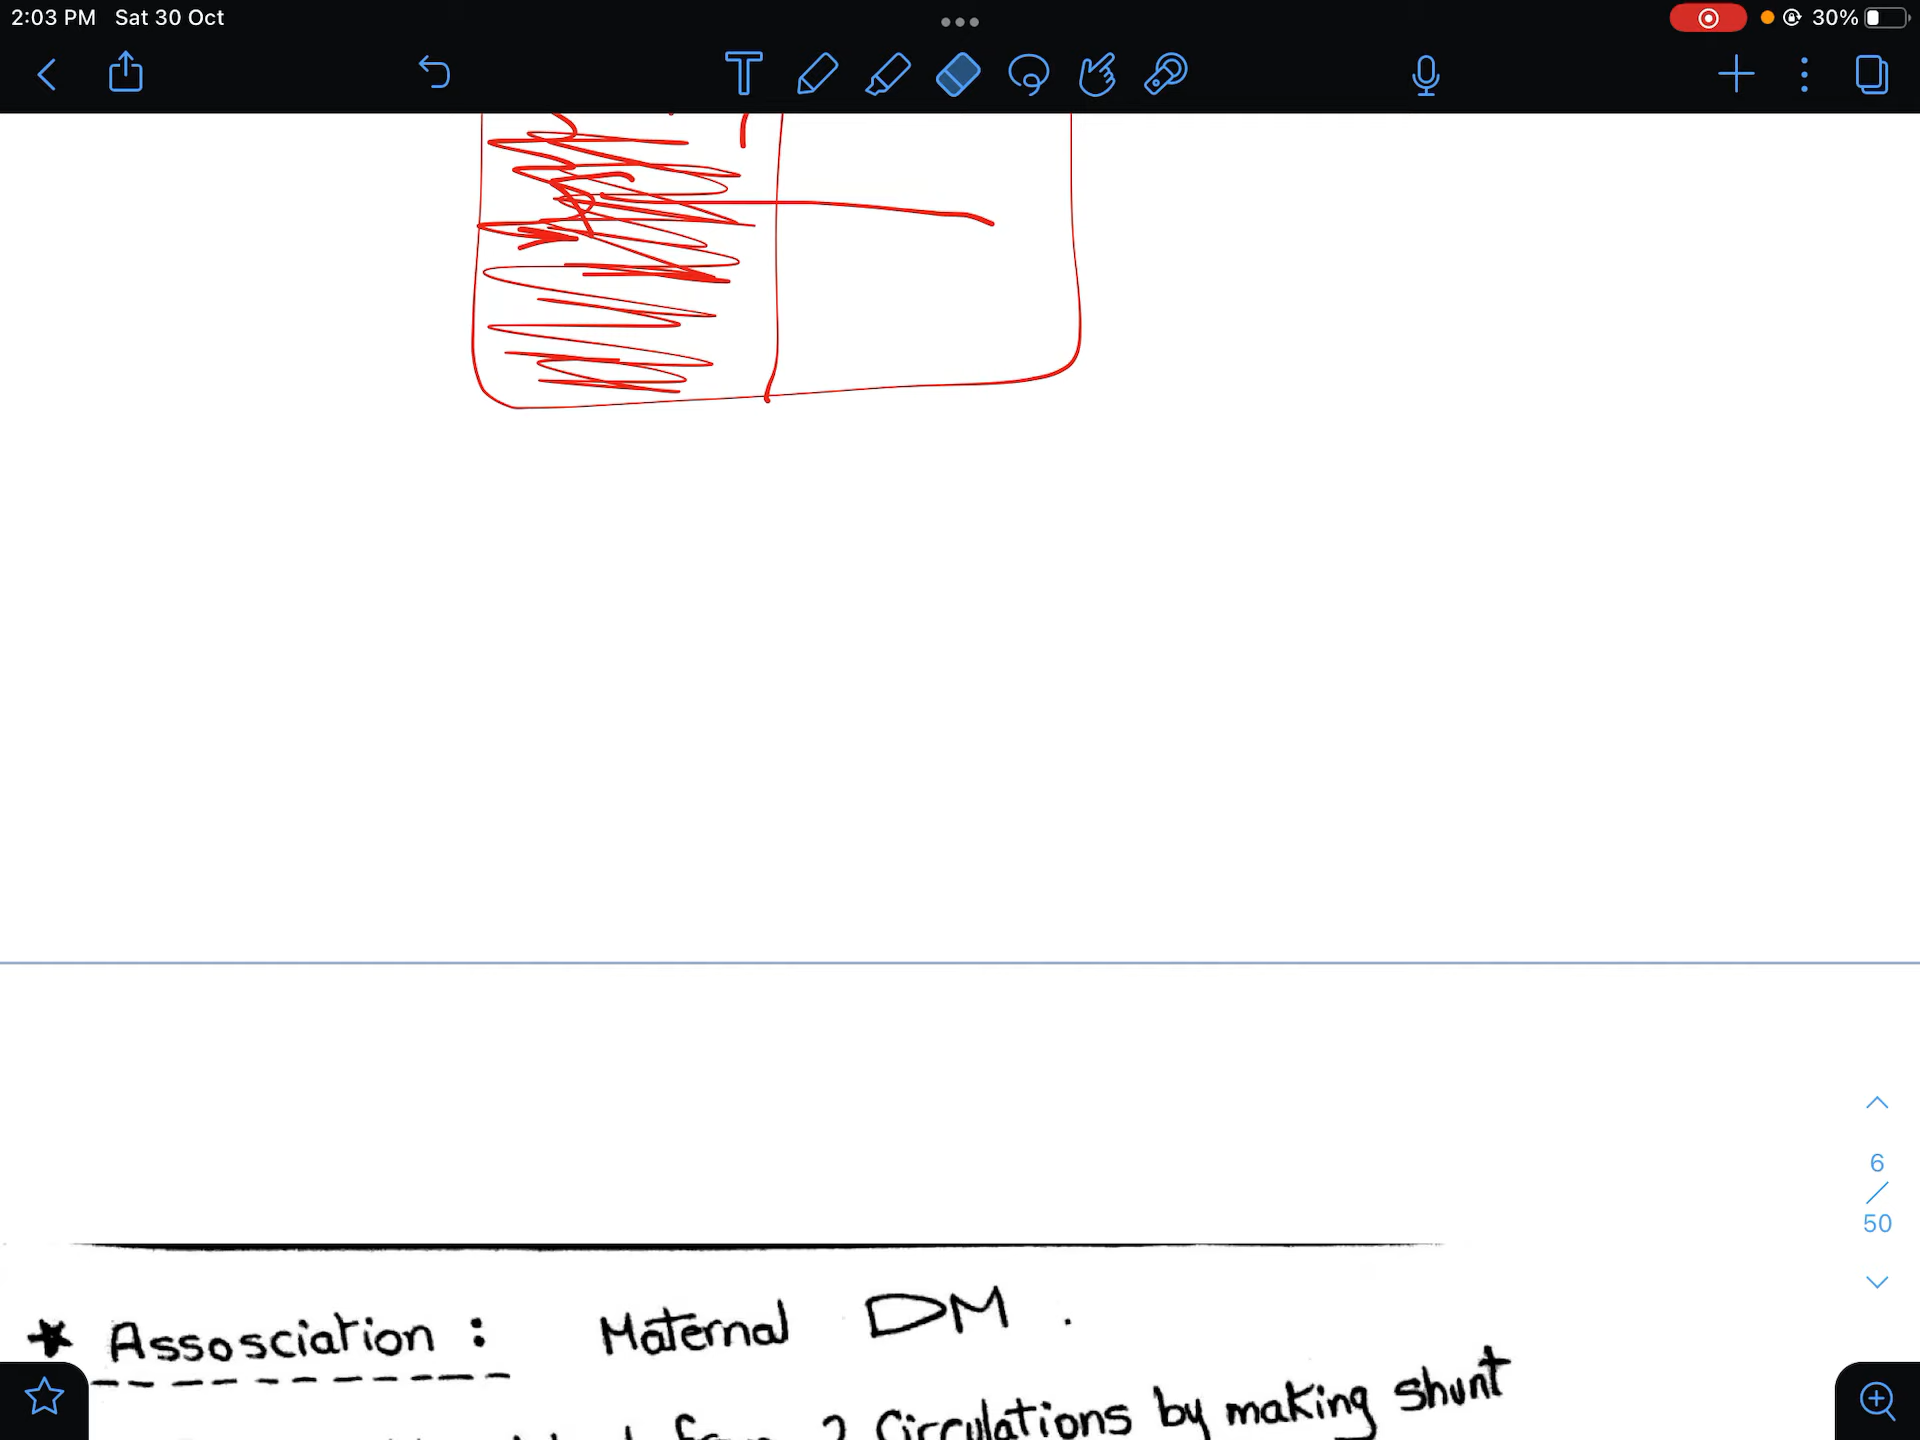 2:03 PM Sat 30 Oct
30%
T
6
/
50
* Assosciation : Maternal DM .
2 Circulations by making shunt